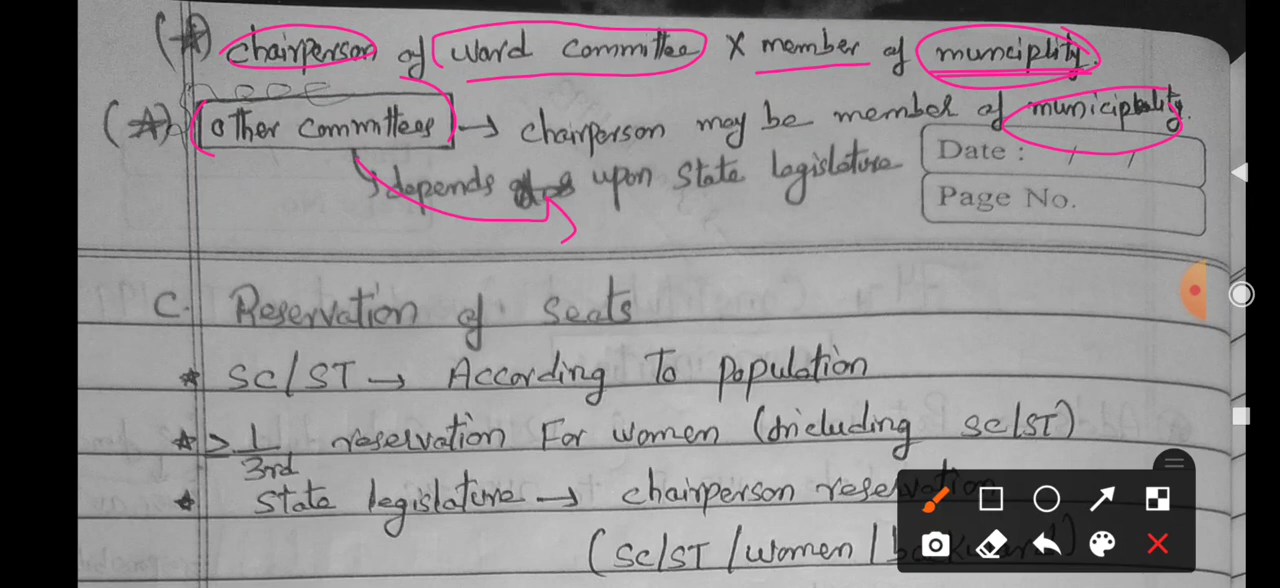 (☆) chairperson of ward committee × member of munciplity.
(☆) other committees → chairperson may be member of municiplality.
depends upon State legislature
Date : / /
Page No.
C. Reservation of seats
* SC/ST → According To population
* ≥ 1/3rd reservation For women (including SC/ST)
* State legislature → chairperson reservation
(SC/ST / women /